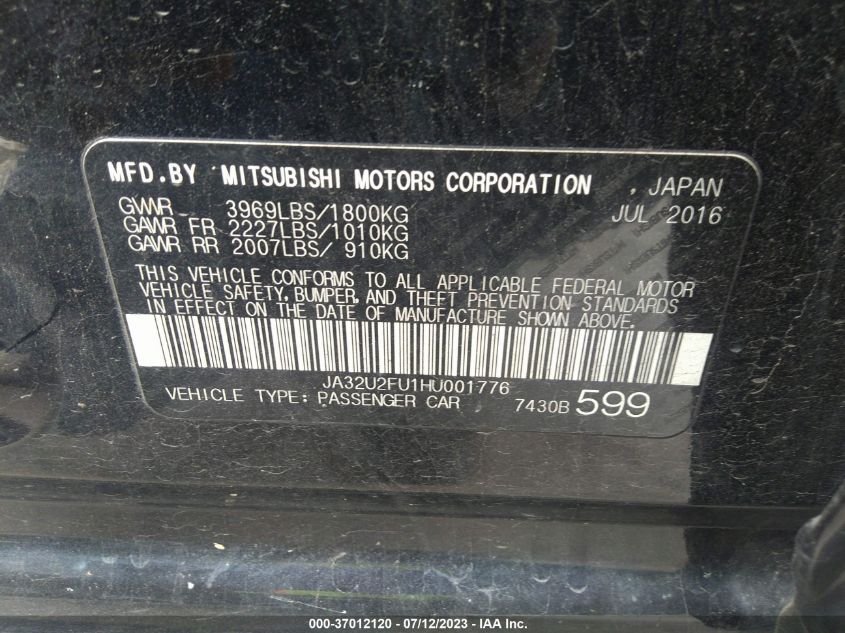 MFD.BY MITSUBISHI MOTORS CORPORATION , JAPAN
GVWR 3969LBS/1800KG JUL 2016
GAWR FR 2227LBS/1010KG
GAWR RR 2007LBS/ 910KG
THIS VEHICLE CONFORMS TO ALL APPLICABLE FEDERAL MOTOR
VEHICLE SAFETY, BUMPER, AND THEFT PREVENTION STANDARDS
IN EFFECT ON THE DATE OF MANUFACTURE SHOWN ABOVE.
JA32U2FU1HU001776
VEHICLE TYPE: PASSENGER CAR 7430B 599
000-37012120 - 07/12/2023 - IAA Inc.